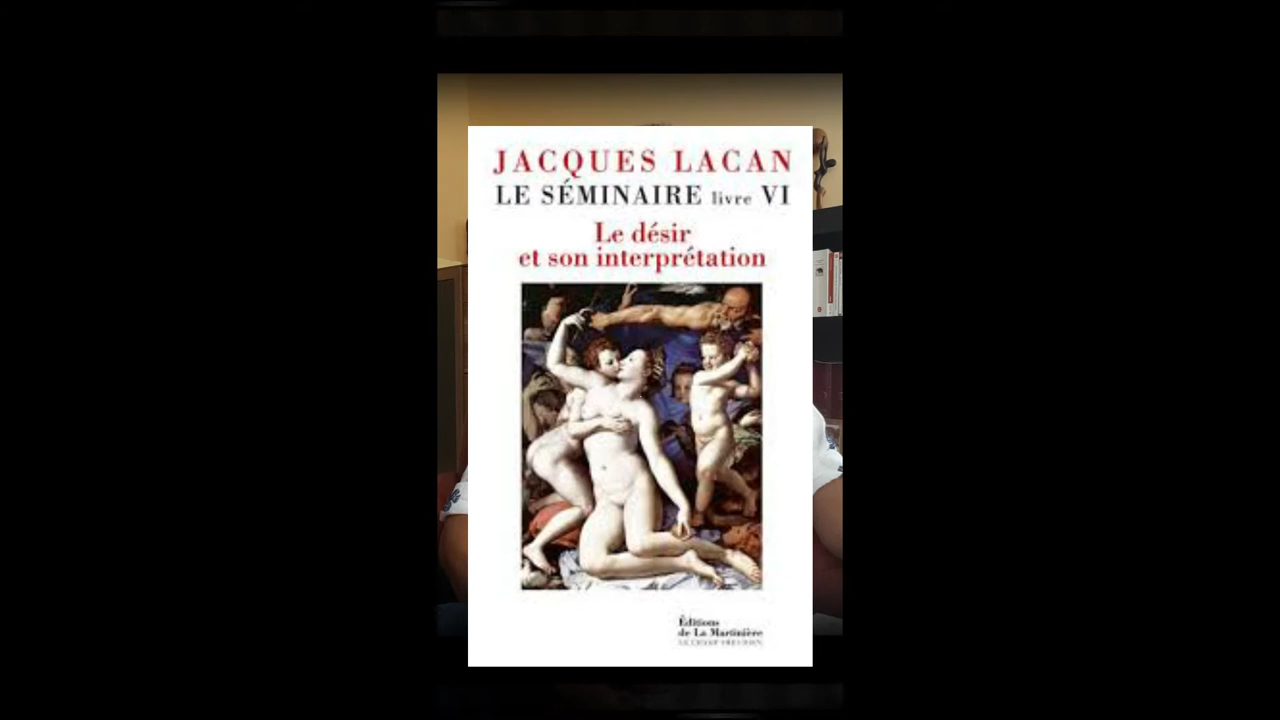 JACQUES LACAN
LE SÉMINAIRE livre VI
Le désir
et son interprétation
Éditions
de La Martinière